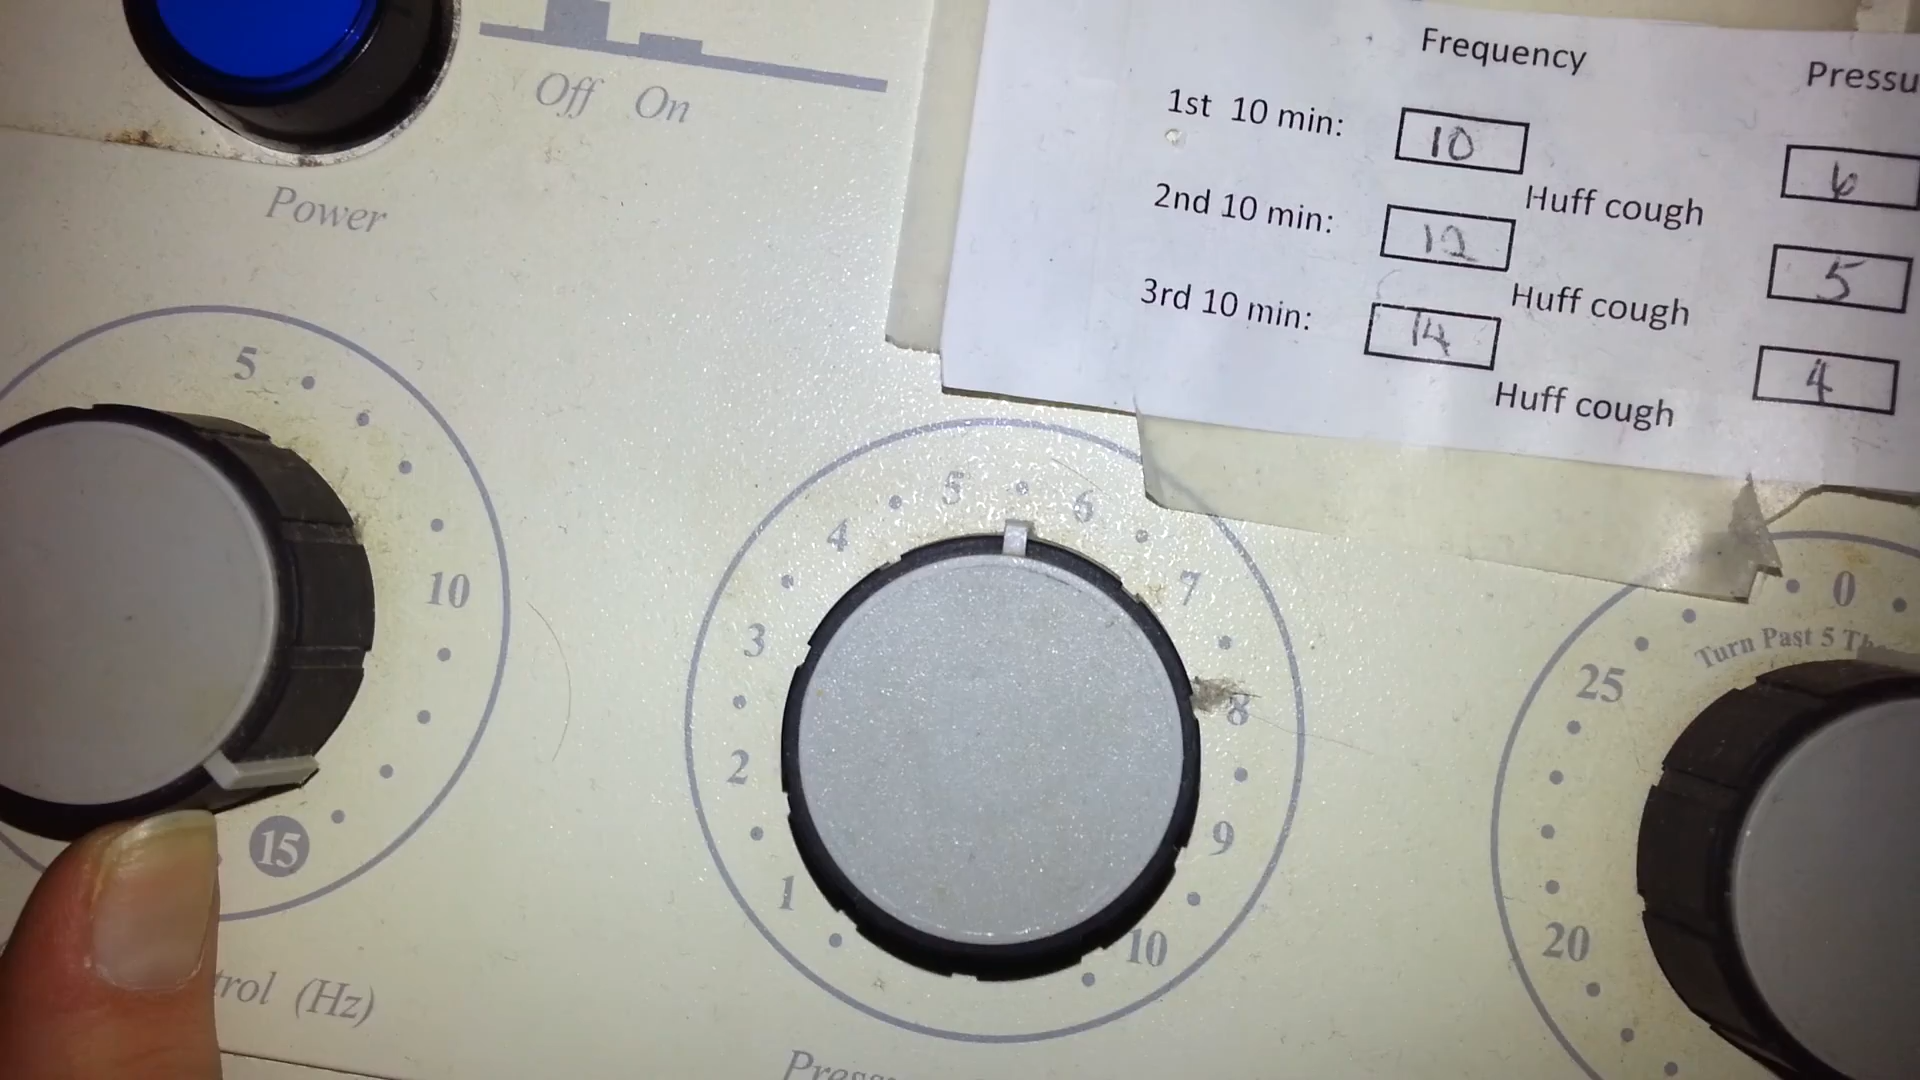 Off On
Power
Frequency Pressu
1st 10 min: 10 6
Huff cough
2nd 10 min: 12 5
Huff cough
3rd 10 min: 14 4
Huff cough
5
10
15
trol (Hz)
1
2
3
4
5
6
7
8
9
10
Press
0
Turn Past 5 Th
25
20